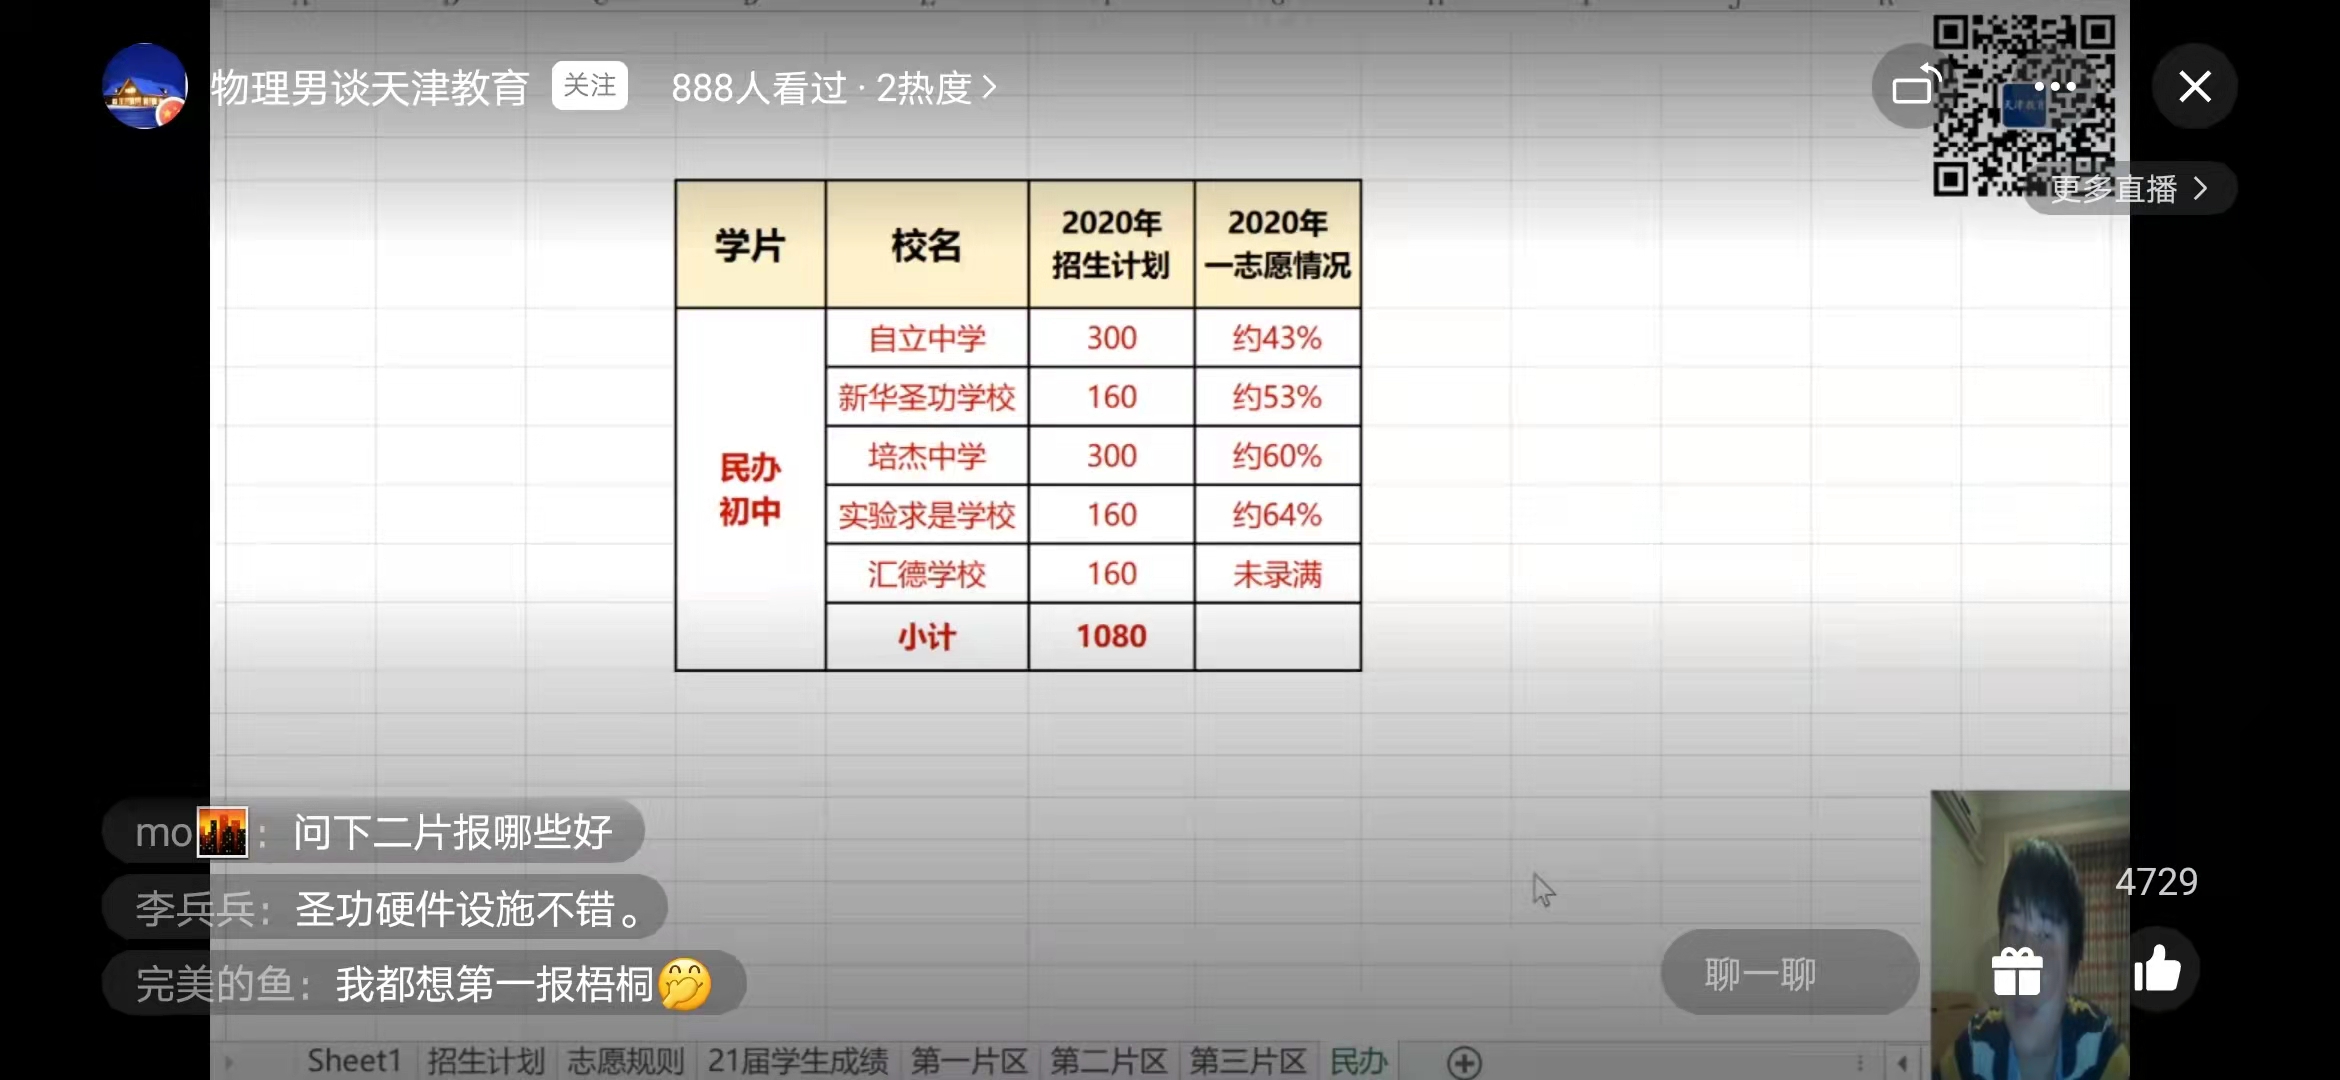 物理男谈天津教育
关注
888人看过 · 2热度
天津教育
更多直播
学片 校名 2020年招生计划 2020年一志愿情况
民办初中
自立中学 300 约43%
新华圣功学校 160 约53%
培杰中学 300 约60%
实验求是学校 160 约64%
汇德学校 160 未录满
小计 1080
mo🌆：问下二片报哪些好
李兵兵：圣功硬件设施不错。
完美的鱼：我都想第一报梧桐🤭
4729
聊一聊
Sheet1 招生计划 志愿规则 21届学生成绩 第一片区 第二片区 第三片区 民办